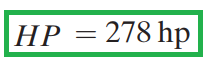 HP = 278 hp